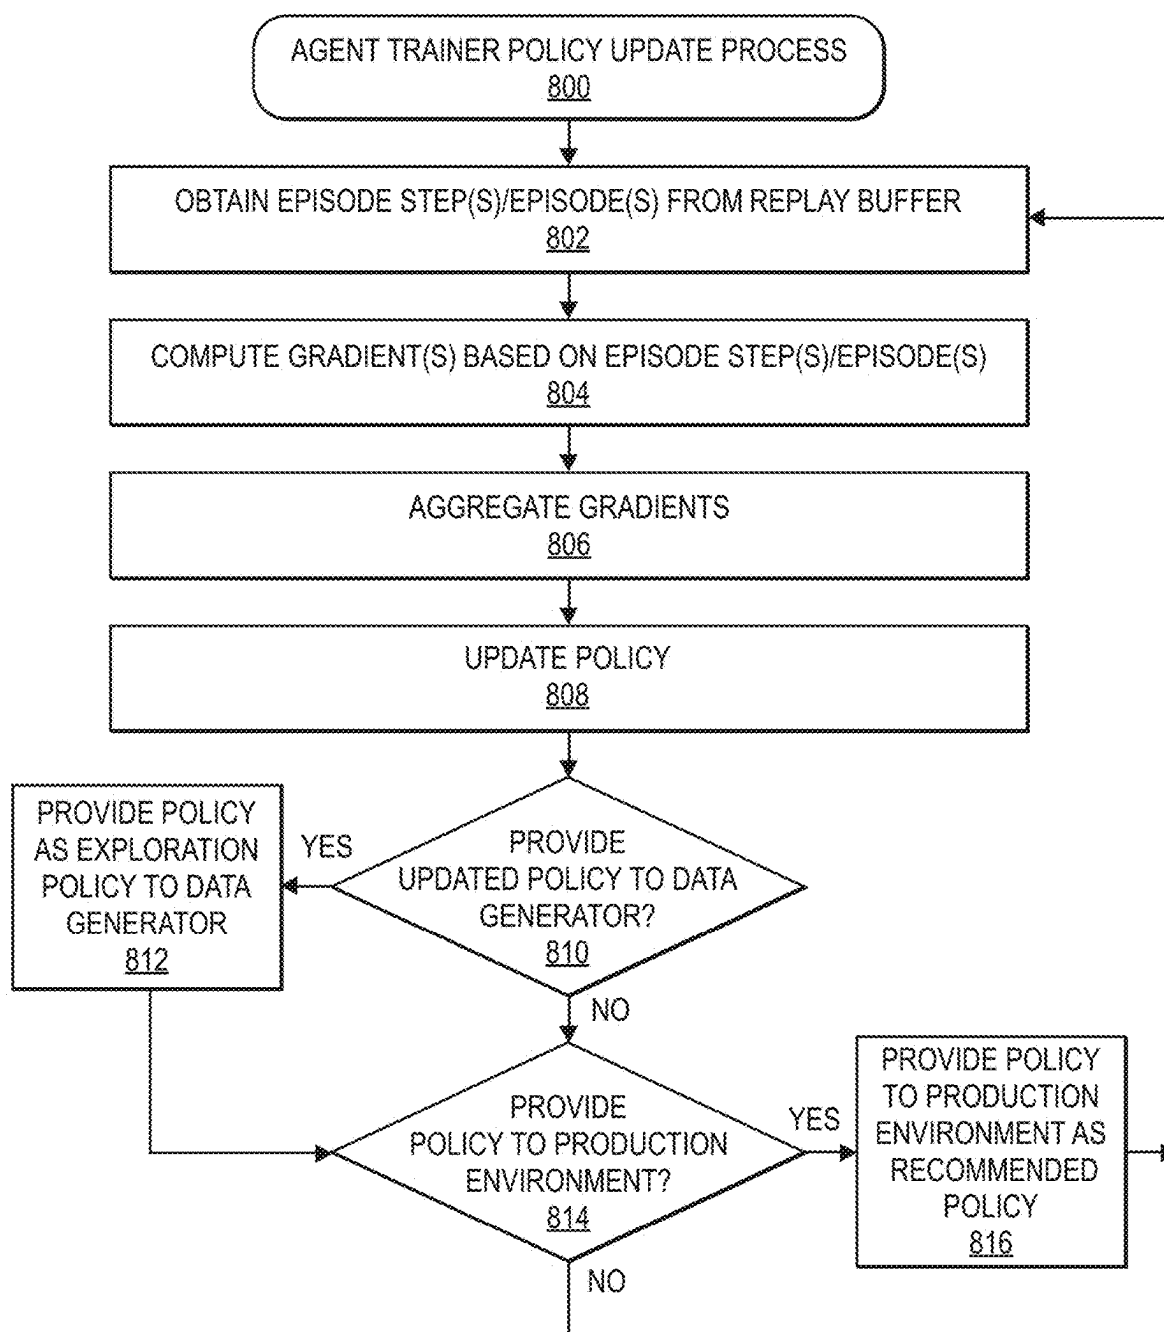 AGENT TRAINER POLICY UPDATE PROCESS
800
OBTAIN EPISODE STEP(S)/EPISODE(S) FROM REPLAY BUFFER
802
COMPUTE GRADIENT(S) BASED ON EPISODE STEP(S)/EPISODE(S)
804
AGGREGATE GRADIENTS
806
UPDATE POLICY
808
PROVIDE
UPDATED POLICY TO DATA
GENERATOR?
810
YES
PROVIDE POLICY
AS EXPLORATION
POLICY TO DATA
GENERATOR
812
NO
PROVIDE
POLICY TO PRODUCTION
ENVIRONMENT?
814
YES
PROVIDE POLICY
TO PRODUCTION
ENVIRONMENT AS
RECOMMENDED
POLICY
816
NO